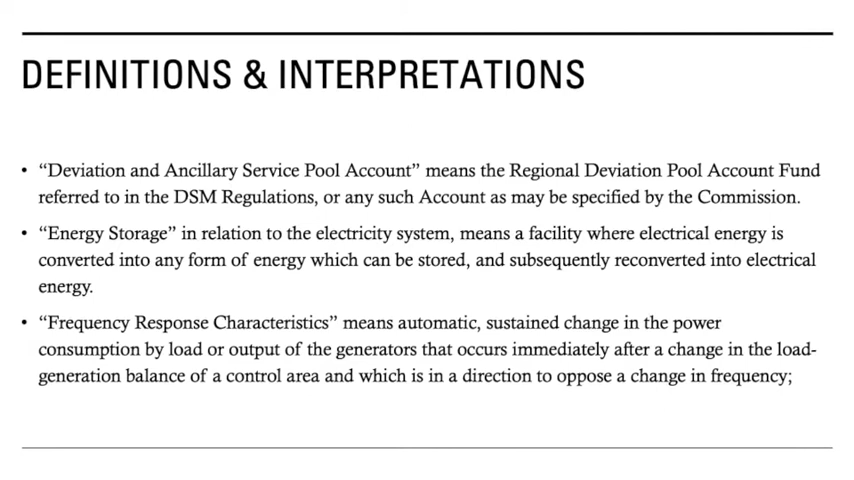 DEFINITIONS & INTERPRETATIONS
• “Deviation and Ancillary Service Pool Account” means the Regional Deviation Pool Account Fund
referred to in the DSM Regulations, or any such Account as may be specified by the Commission.
• “Energy Storage” in relation to the electricity system, means a facility where electrical energy is
converted into any form of energy which can be stored, and subsequently reconverted into electrical
energy.
• “Frequency Response Characteristics” means automatic, sustained change in the power
consumption by load or output of the generators that occurs immediately after a change in the load-
generation balance of a control area and which is in a direction to oppose a change in frequency;